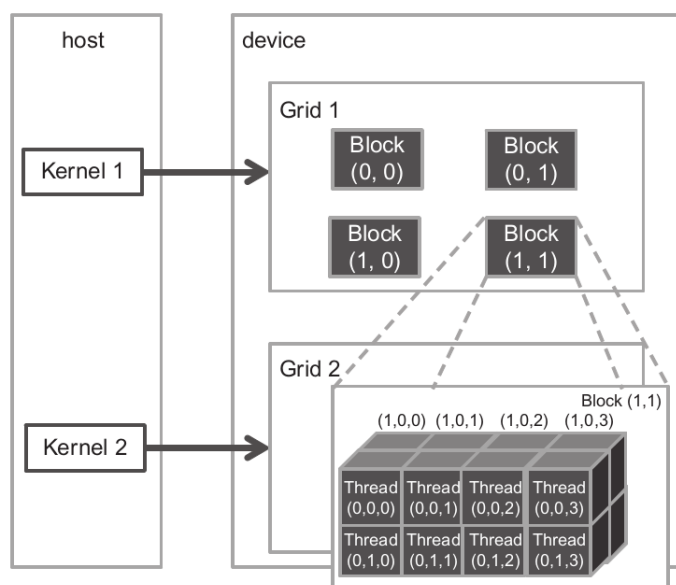 host
device
Grid 1
Kernel 1
Block
(0, 0)
Block
(0, 1)
Block
(1, 0)
Block
(1, 1)
Grid 2
Kernel 2
Block (1,1)
(1,0,0) (1,0,1) (1,0,2) (1,0,3)
Thread Thread Thread Thread
(0,0,0) (0,0,1) (0,0,2) (0,0,3)
Thread Thread Thread Thread
(0,1,0) (0,1,1) (0,1,2) (0,1,3)